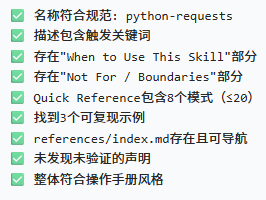 ✅ 名称符合规范: python-requests
✅ 描述包含触发关键词
✅ 存在"When to Use This Skill"部分
✅ 存在"Not For / Boundaries"部分
✅ Quick Reference包含8个模式（≤20）
✅ 找到3个可复现示例
✅ references/index.md存在且可导航
✅ 未发现未验证的声明
✅ 整体符合操作手册风格